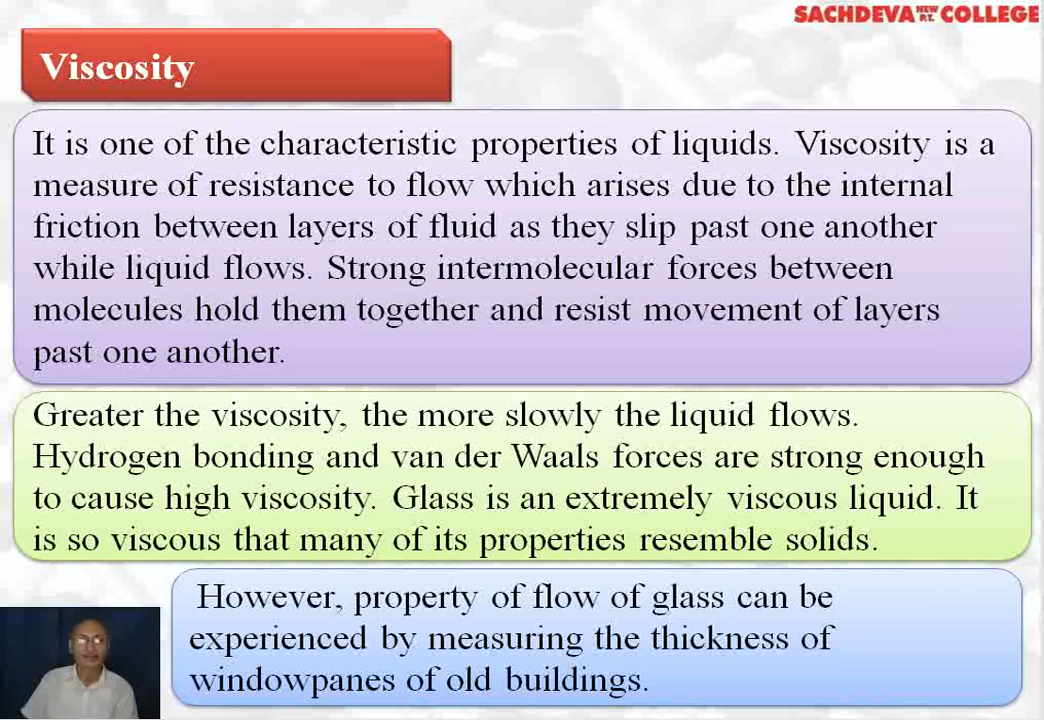 SACHDEVA NEW P.T. COLLEGE
Viscosity
It is one of the characteristic properties of liquids. Viscosity is a
measure of resistance to flow which arises due to the internal
friction between layers of fluid as they slip past one another
while liquid flows. Strong intermolecular forces between
molecules hold them together and resist movement of layers
past one another.
Greater the viscosity, the more slowly the liquid flows.
Hydrogen bonding and van der Waals forces are strong enough
to cause high viscosity. Glass is an extremely viscous liquid. It
is so viscous that many of its properties resemble solids.
However, property of flow of glass can be
experienced by measuring the thickness of
windowpanes of old buildings.